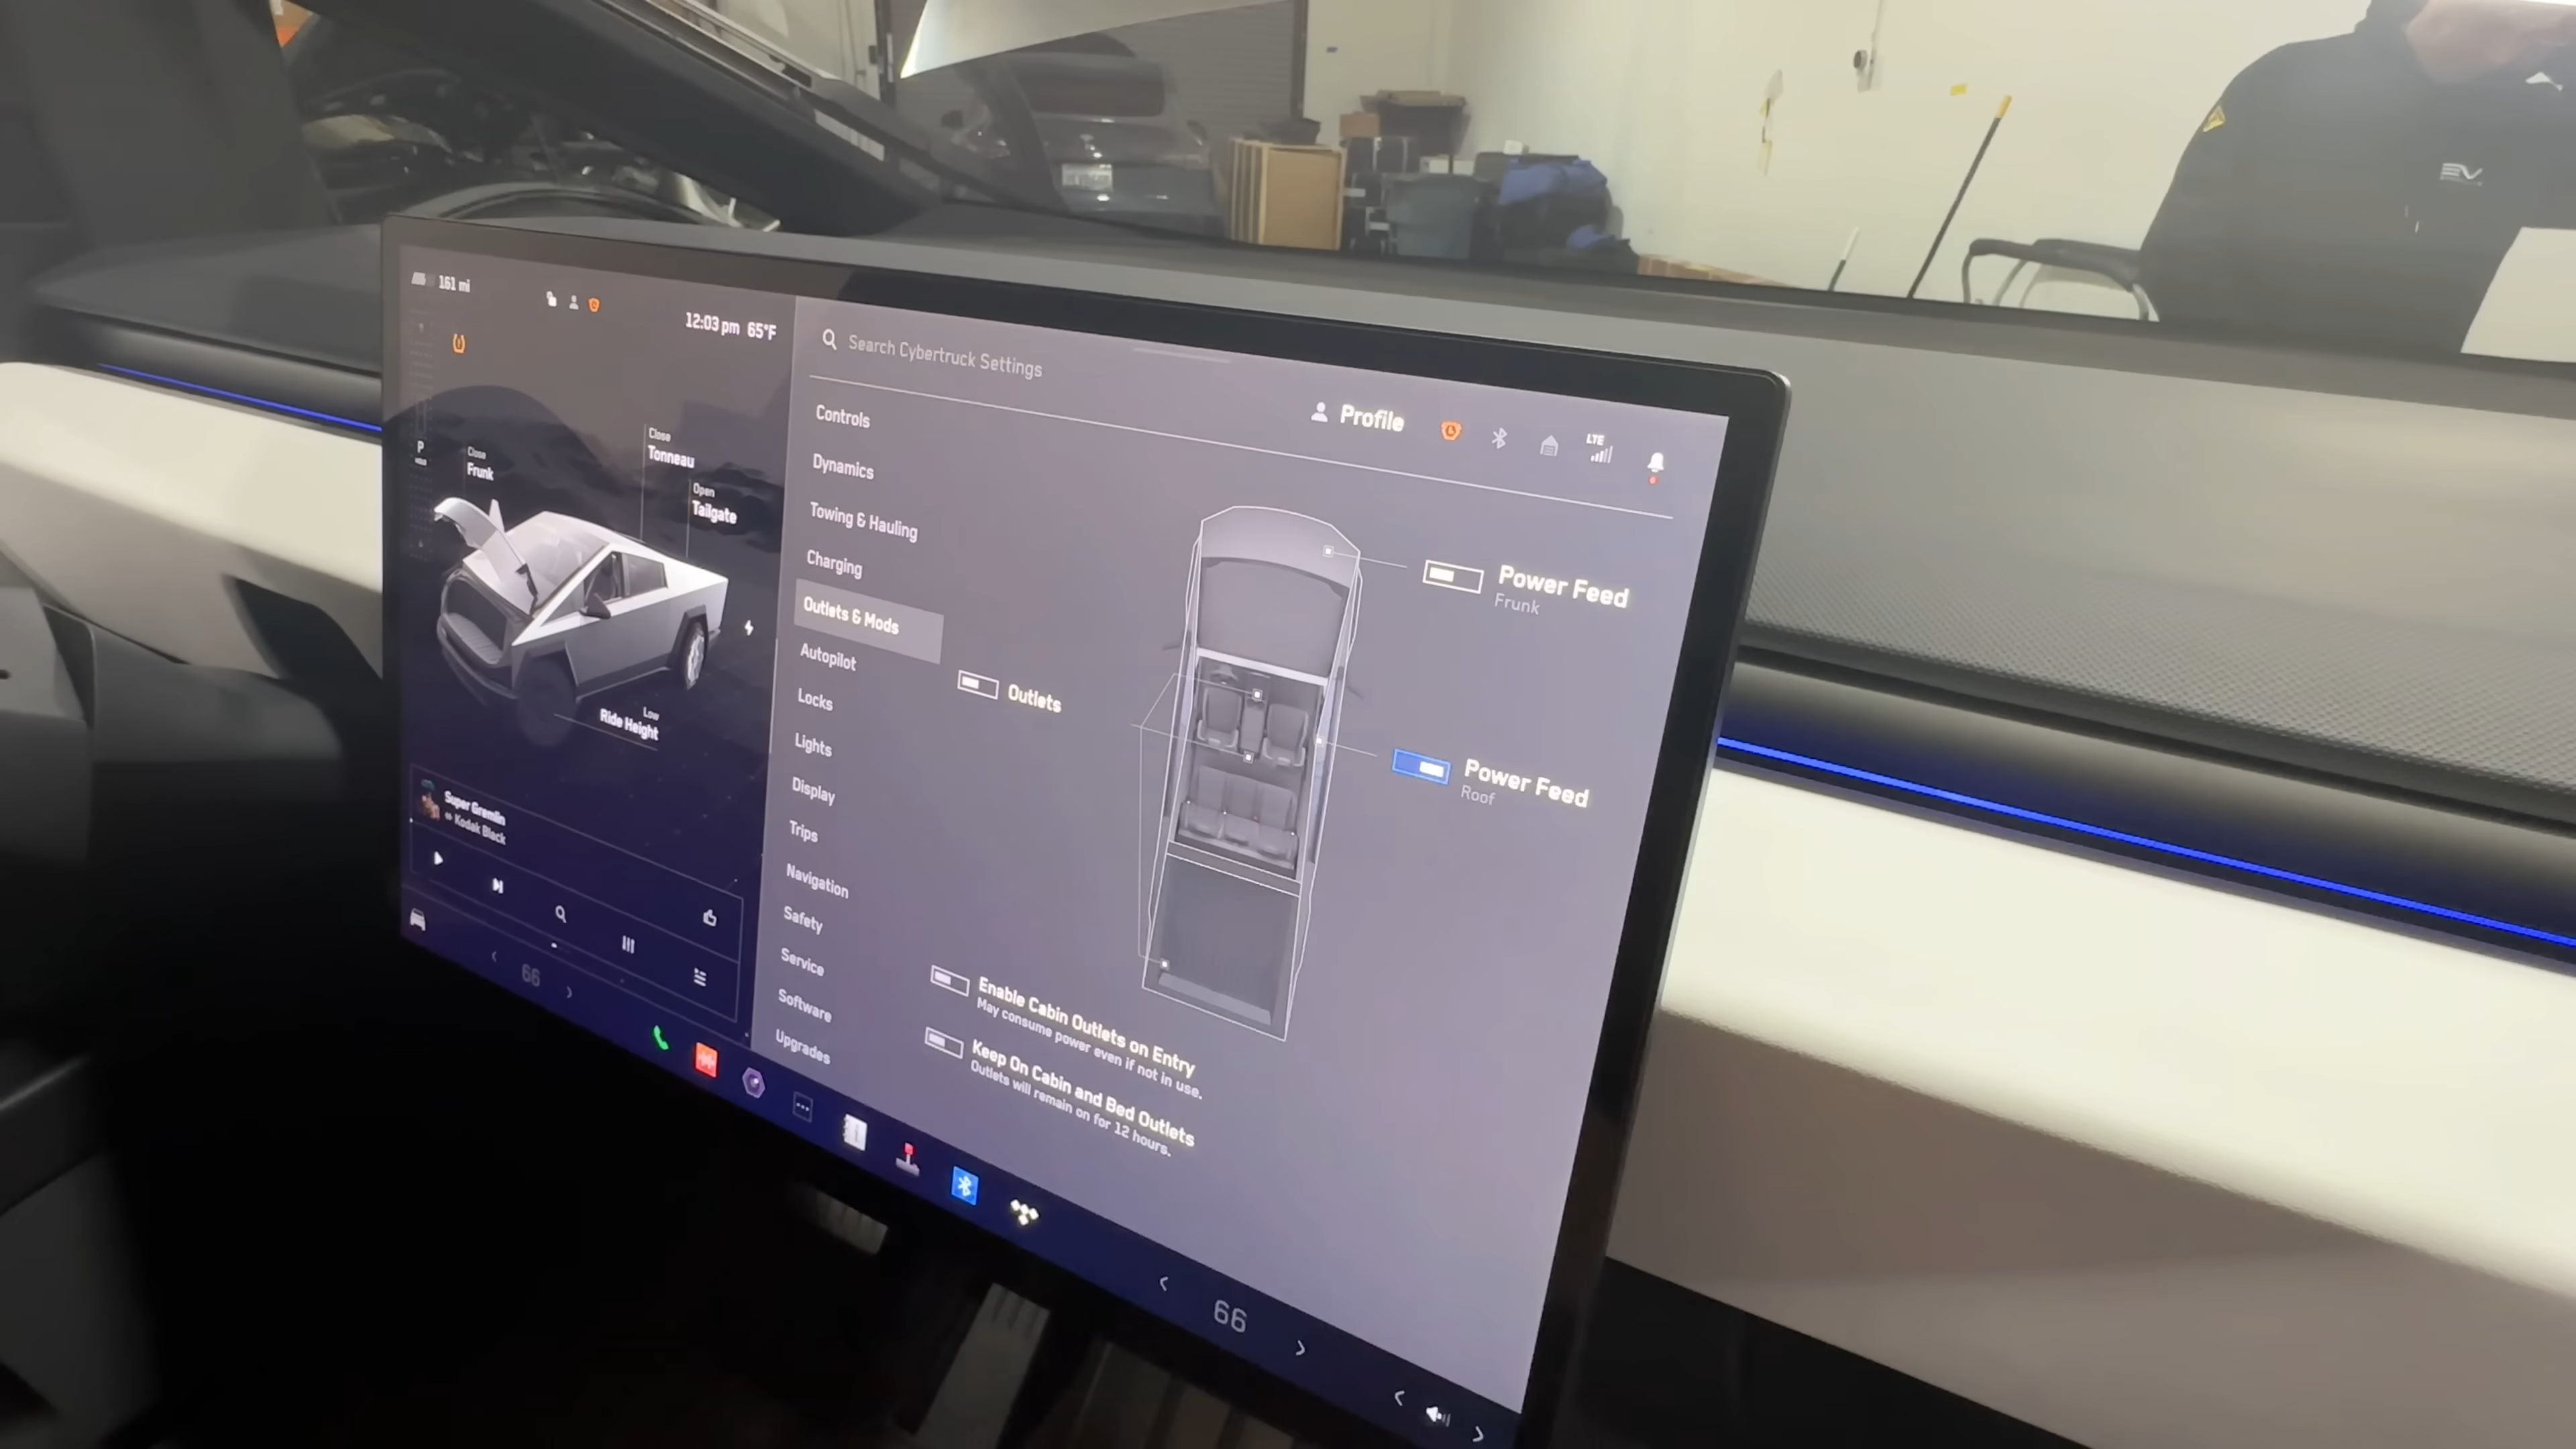 161 mi
12:03 pm 65°F
P
HOLD
Close
Frunk
Close
Tonneau
Open
Tailgate
Low
Ride Height
Super Gremlin
Kodak Black
66
Search Cybertruck Settings
Profile
LTE
Controls
Dynamics
Towing & Hauling
Charging
Outlets & Mods
Autopilot
Locks
Lights
Display
Trips
Navigation
Safety
Service
Software
Upgrades
Outlets
Power Feed
Frunk
Power Feed
Roof
Enable Cabin Outlets on Entry
May consume power even if not in use.
Keep On Cabin and Bed Outlets
Outlets will remain on for 12 hours.
66
EV